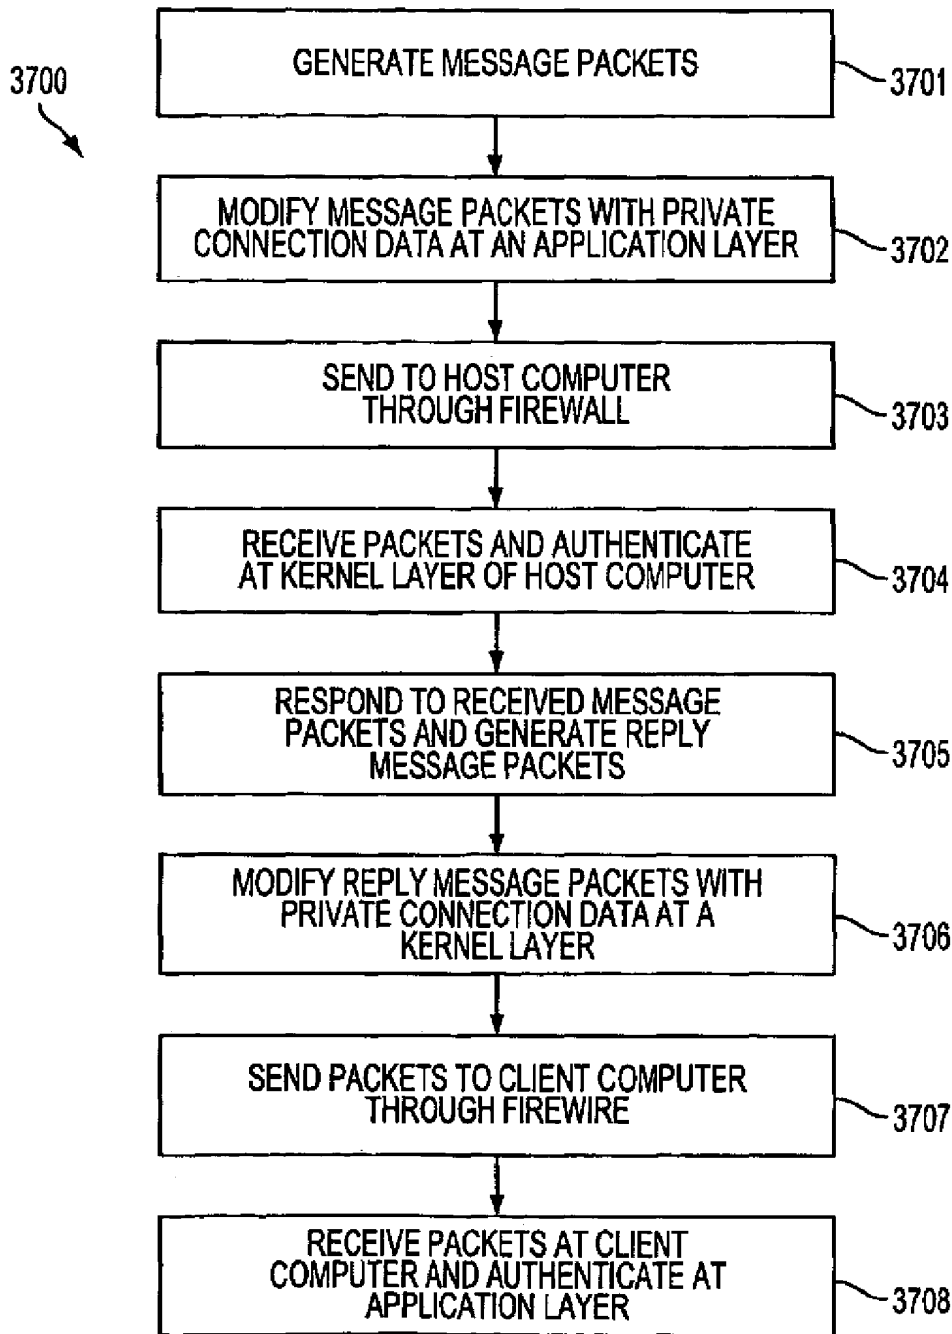 3700
GENERATE MESSAGE PACKETS
3701
MODIFY MESSAGE PACKETS WITH PRIVATE
CONNECTION DATA AT AN APPLICATION LAYER
3702
SEND TO HOST COMPUTER
THROUGH FIREWALL
3703
RECEIVE PACKETS AND AUTHENTICATE
AT KERNEL LAYER OF HOST COMPUTER
3704
RESPOND TO RECEIVED MESSAGE
PACKETS AND GENERATE REPLY
MESSAGE PACKETS
3705
MODIFY REPLY MESSAGE PACKETS WITH
PRIVATE CONNECTION DATA AT A
KERNEL LAYER
3706
SEND PACKETS TO CLIENT COMPUTER
THROUGH FIREWIRE
3707
RECEIVE PACKETS AT CLIENT
COMPUTER AND AUTHENTICATE AT
APPLICATION LAYER
3708